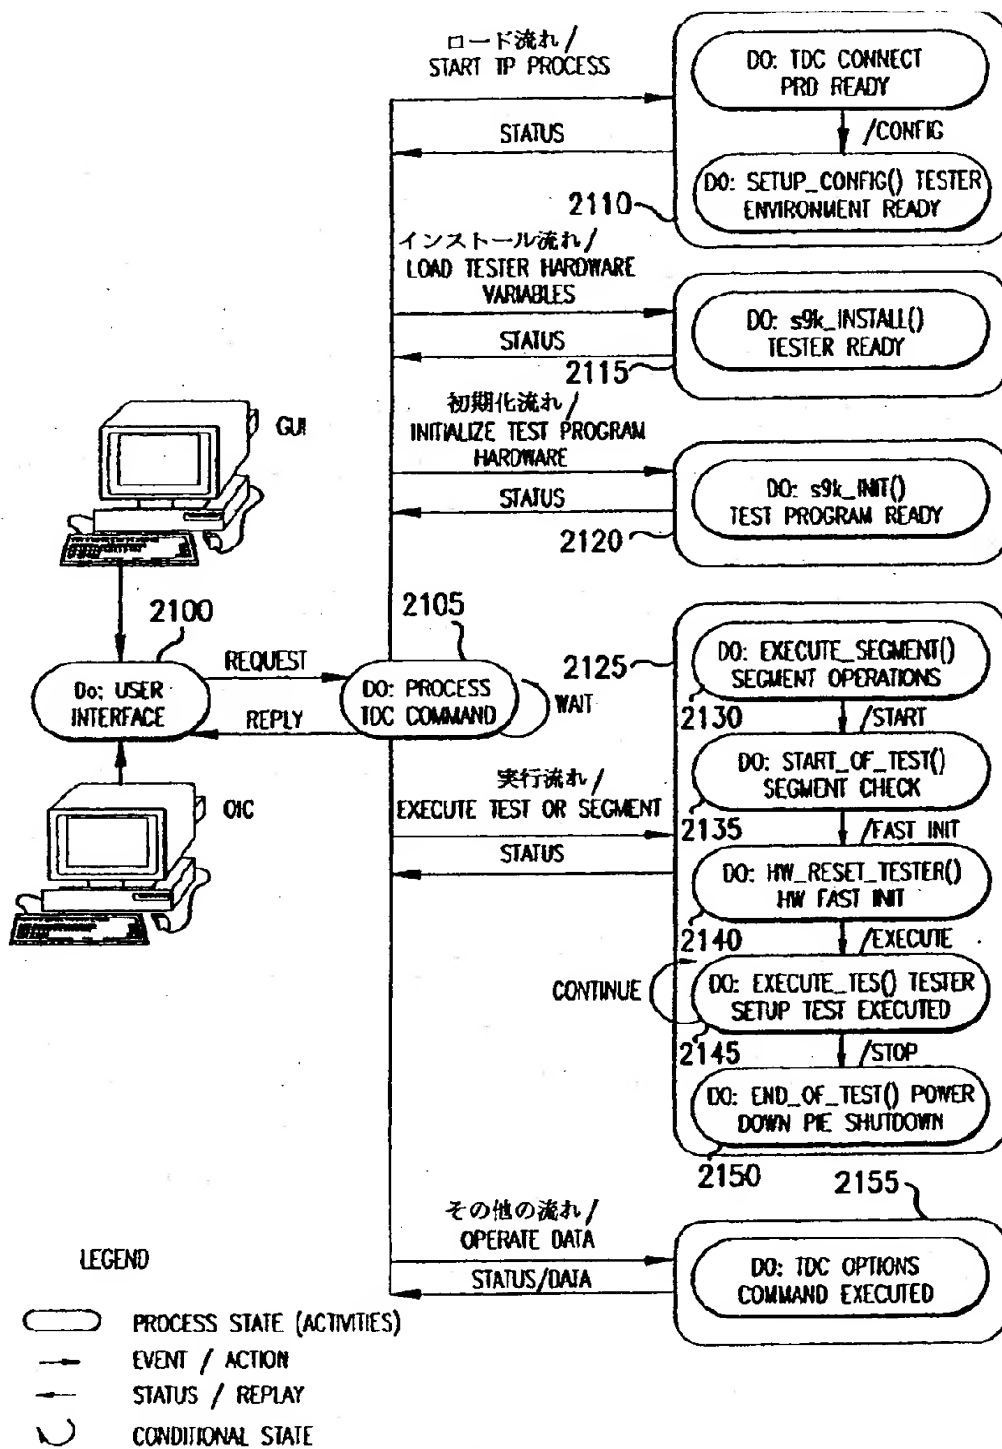 ロード流れ/
START TP PROCESS
STATUS
DO: TDC CONNECT
PRD READY
/CONFIG
DO: SETUP_CONFIG() TESTER
ENVIRONMENT READY
2110
インストール流れ/
LOAD TESTER HARDWARE
VARIABLES
STATUS
DO: s9k_INSTALL()
TESTER READY
2115
初期化流れ/
INITIALIZE TEST PROGRAM
HARDWARE
STATUS
DO: s9k_INIT()
TEST PROGRAM READY
2120
GUI
2100
Do: USER
INTERFACE
REQUEST
REPLY
2105
DO: PROCESS
TDC COMMAND
WAIT
OIC
実行流れ/
EXECUTE TEST OR SEGMENT
STATUS
2125
DO: EXECUTE_SEGMENT()
SEGMENT OPERATIONS
2130
/START
DO: START_OF_TEST()
SEGMENT CHECK
2135
/FAST INIT
DO: HW_RESET_TESTER()
HW FAST INIT
2140
/EXECUTE
CONTINUE
DO: EXECUTE_TES() TESTER
SETUP TEST EXECUTED
2145
/STOP
DO: END_OF_TEST() POWER
DOWN PIE SHUTDOWN
2150
2155
その他の流れ/
OPERATE DATA
STATUS/DATA
DO: TDC OPTIONS
COMMAND EXECUTED
LEGEND
PROCESS STATE (ACTIVITIES)
EVENT / ACTION
STATUS / REPLAY
CONDITIONAL STATE